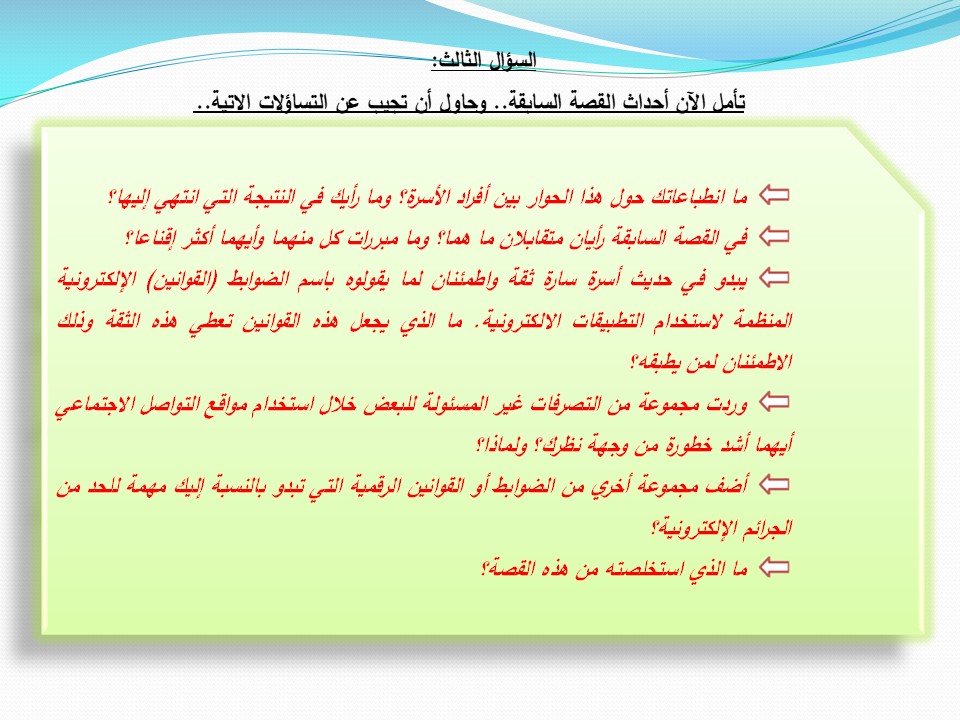 السؤال الثالث:
تأمل الآن أحداث القصة السابقة.. وحاول أن تجيب عن التساؤلات الاتية..
ما انطباعاتك حول هذا الحوار بين أفراد الأسرة؟ وما رأيك في النتيجة التي انتهي إليها؟
في القصة السابقة رأيان متقابلان ما هما؟ وما مبررات كل منهما وأيهما أكثر إقناعا؟
يبدو في حديث أسرة سارة ثقة واطمئنان لما يقولوه باسم الضوابط (القوانين) الإلكترونية
المنظمة لاستخدام التطبيقات الالكترونية. ما الذي يجعل هذه القوانين تعطي هذه الثقة وذلك
الاطمئنان لمن يطبقه؟
وردت مجموعة من التصرفات غير المسئولة للبعض خلال استخدام مواقع التواصل الاجتماعي
أيهما أشد خطورة من وجهة نظرك؟ ولماذا؟
أضف مجموعة أخري من الضوابط أو القوانين الرقمية التي تبدو بالنسبة إليك مهمة للحد من
الجرائم الإلكترونية؟
ما الذي استخلصته من هذه القصة؟